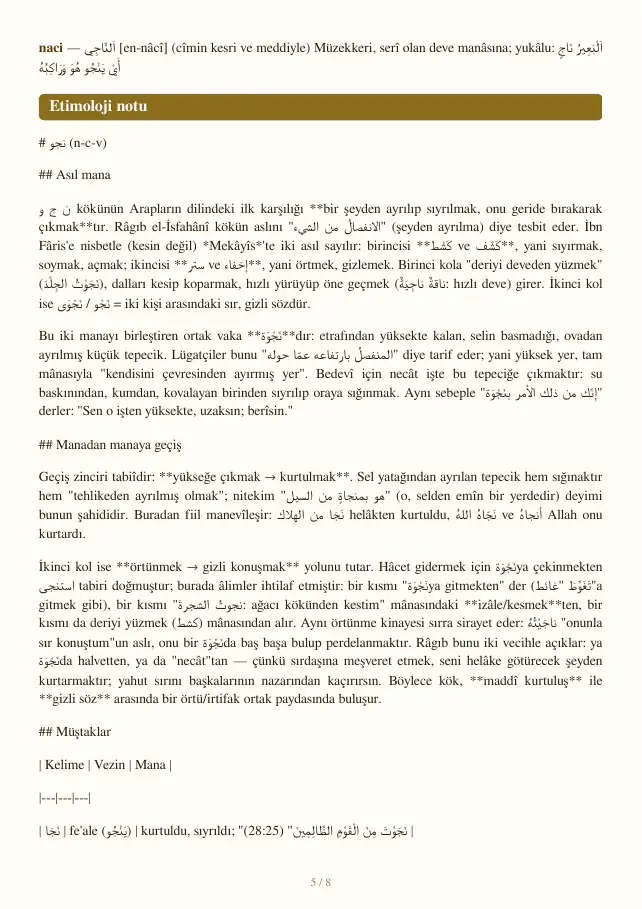 naci — اَلنَّاجِي [en-nâcî] (cîmin kesri ve meddiyle) Müzekkeri, serî olan deve manâsına; yukâlu: اَلْبَعِيرُ نَاجٍ
أَيْ يَنْجُو هُوَ وَرَاكِبُهُ
Etimoloji notu
# نجو (n-c-v)
## Asıl mana
ن ج و kökünün Arapların dilindeki ilk karşılığı **bir şeyden ayrılıp sıyrılmak, onu geride bırakarak
çıkmak**tır. Râgıb el-İsfahânî kökün aslını "الانفصالُ من الشيء" (şeyden ayrılma) diye tesbit eder. İbn
Fâris'e nisbetle (kesin değil) *Mekâyîs*'te iki asıl sayılır: birincisi **كَشْط ve كَشْف**, yani sıyırmak,
soymak, açmak; ikincisi **ستر ve إخفاء**, yani örtmek, gizlemek. Birinci kola "deriyi deveden yüzmek"
(نَجَوْتُ الجِلْدَ), dalları kesip koparmak, hızlı yürüyüp öne geçmek (ناقةٌ ناجِيَةٌ: hızlı deve) girer. İkinci kol
ise نَجْو / نَجْوَى = iki kişi arasındaki sır, gizli sözdür.
Bu iki manayı birleştiren ortak vaka **نَجْوَة**dır: etrafından yüksekte kalan, selin basmadığı, ovadan
ayrılmış küçük tepecik. Lügatçiler bunu "المنفصلُ بارتفاعه عمّا حوله" diye tarif eder; yani yüksek yer, tam
mânasıyla "kendisini çevresinden ayırmış yer". Bedevî için necât işte bu tepeciğe çıkmaktır: su
baskınından, kumdan, kovalayan birinden sıyrılıp oraya sığınmak. Aynı sebeple "إنّك من ذلك الأمر بنَجْوَة"
derler: "Sen o işten yüksekte, uzaksın; berîsin."
## Manadan manaya geçiş
Geçiş zinciri tabiîdir: **yükseğe çıkmak → kurtulmak**. Sel yatağından ayrılan tepecik hem sığınaktır
hem "tehlikeden ayrılmış olmak"; nitekim "هو بمنجاةٍ من السيل" (o, selden emîn bir yerdedir) deyimi
bunun şahididir. Buradan fiil manevîleşir: نَجَا من الهلاك helâkten kurtuldu, نَجَاهُ اللهُ ve أنجاهُ Allah onu
kurtardı.
İkinci kol ise **örtünmek → gizli konuşmak** yolunu tutar. Hâcet gidermek için نَجْوَةya çekinmekten
استنجى tabiri doğmuştur; burada âlimler ihtilaf etmiştir: bir kısmı "نَجْوَةya gitmekten" der (غائط" تَغَوَّطَ"a
gitmek gibi), bir kısmı "نجوتُ الشجرةَ: ağacı kökünden kestim" mânasındaki **izâle/kesmek**ten, bir
kısmı da deriyi yüzmek (كشط) mânasından alır. Aynı örtünme kinayesi sırra sirayet eder: ناجَيْتُهُ "onunla
sır konuştum"un aslı, onu bir نَجْوَةda baş başa bulup perdelanmaktır. Râgıb bunu iki vecihle açıklar: ya
نَجْوَةda halvetten, ya da "necât"tan — çünkü sırdaşına meşveret etmek, seni helâke götürecek şeyden
kurtarmaktır; yahut sırını başkalarının nazarından kaçırırsın. Böylece kök, **maddî kurtuluş** ile
**gizli söz** arasında bir örtü/irtifak ortak paydasında buluşur.
## Müştaklar
| Kelime | Vezin | Mana |
|---|---|---|
| نَجَا | fe'ale (يَنْجُو) | kurtuldu, sıyrıldı; "نَجَوْتَ مِنَ الْقَوْمِ الظَّالِمِينَ" (28:25) |
5 / 8